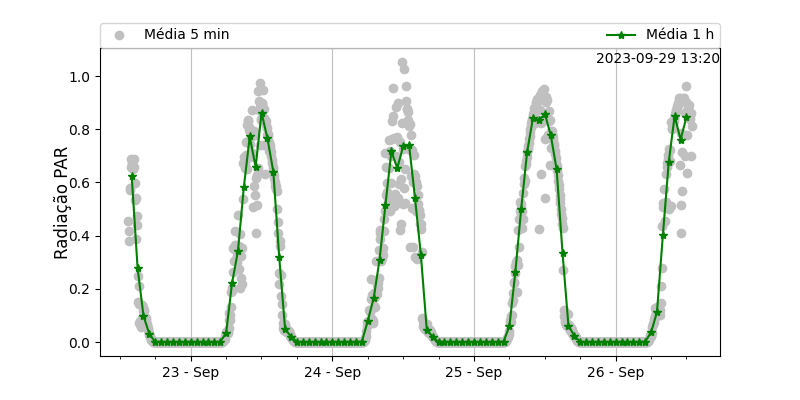 Média 5 min
Média 1 h
2023-09-29 13:20
Radiação PAR
1.0
0.8
0.6
0.4
0.2
0.0
23 - Sep
24 - Sep
25 - Sep
26 - Sep